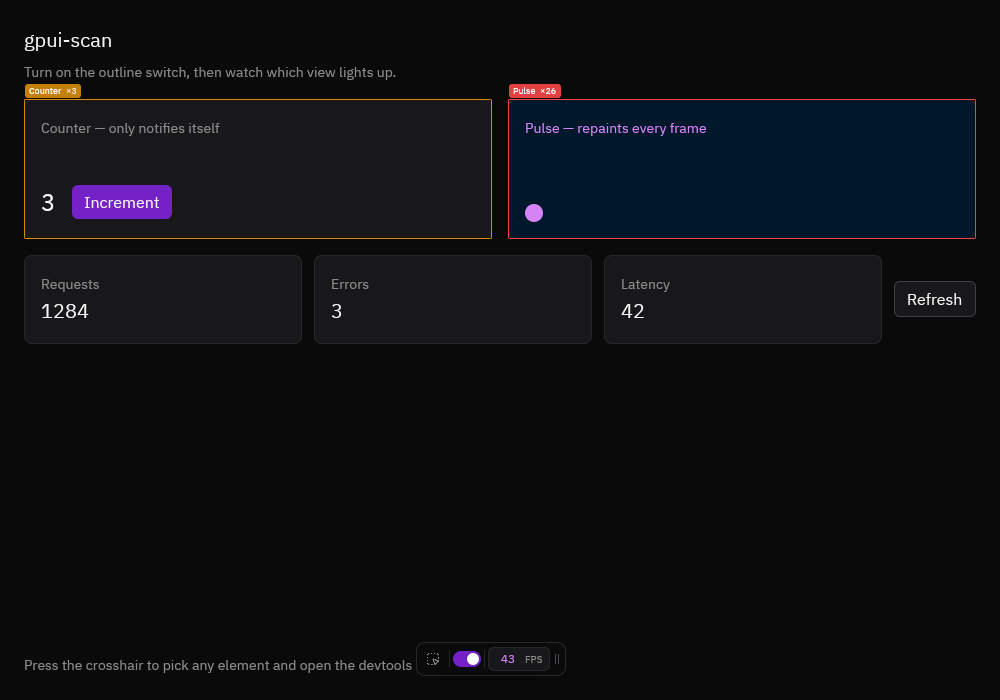 gpui-scan
Turn on the outline switch, then watch which view lights up.
Counter ×3
Pulse ×26
Counter — only notifies itself
Pulse — repaints every frame
3
Increment
Requests
1284
Errors
3
Latency
42
Refresh
Press the crosshair to pick any element and open the devtools
43 FPS